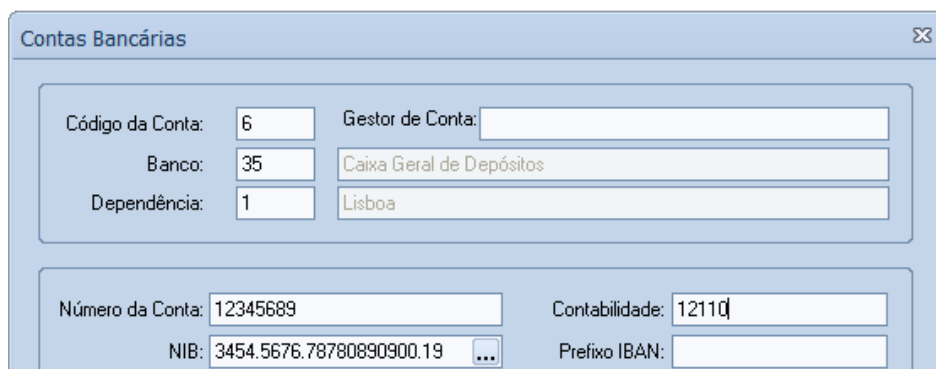 Contas Bancárias
Código da Conta: 6 Gestor de Conta:
Banco: 35 Caixa Geral de Depósitos
Dependência: 1 Lisboa
Número da Conta: 12345689 Contabilidade: 12110
NIB: 3454.5676.78780890900.19 ... Prefixo IBAN: